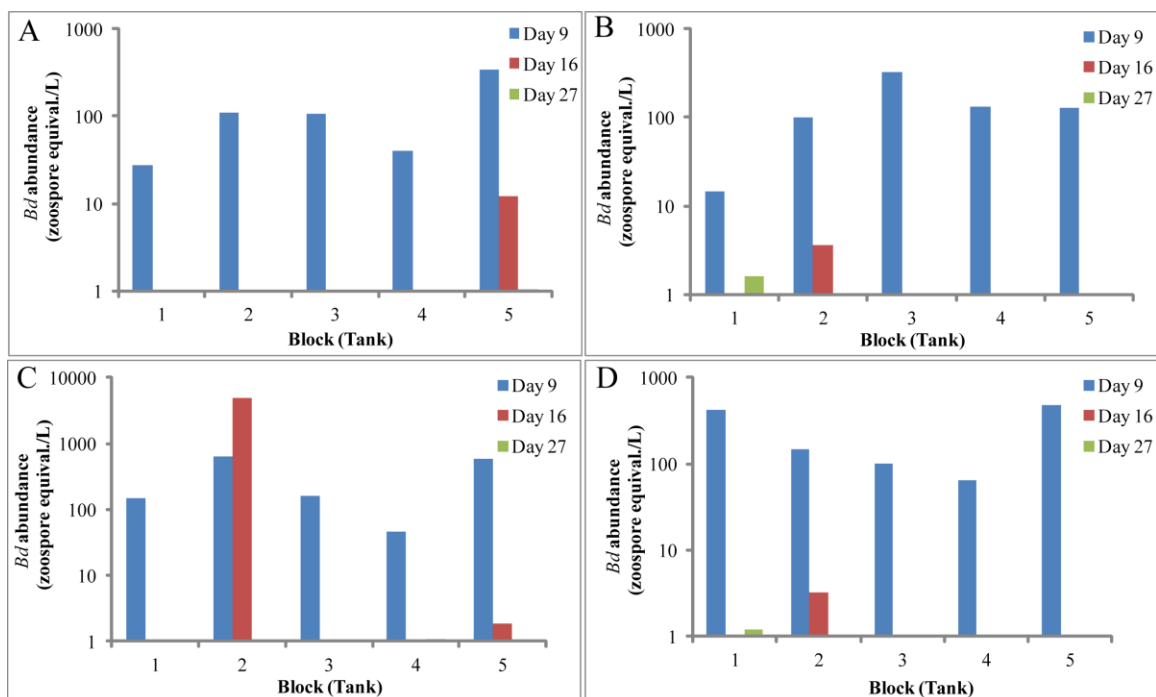 A
Bd abundance
(zoospore equival./L)
1000
100
10
1
1 2 3 4 5
Block (Tank)
Day 9
Day 16
Day 27
B
Bd abundance
(zoospore equival./L)
1000
100
10
1
1 2 3 4 5
Block (Tank)
Day 9
Day 16
Day 27
C
Bd abundance
(zoospore equival./L)
10000
1000
100
10
1
1 2 3 4 5
Block (Tank)
Day 9
Day 16
Day 27
D
Bd abundance
(zoospore equival./L)
1000
100
10
1
1 2 3 4 5
Block (Tank)
Day 9
Day 16
Day 27